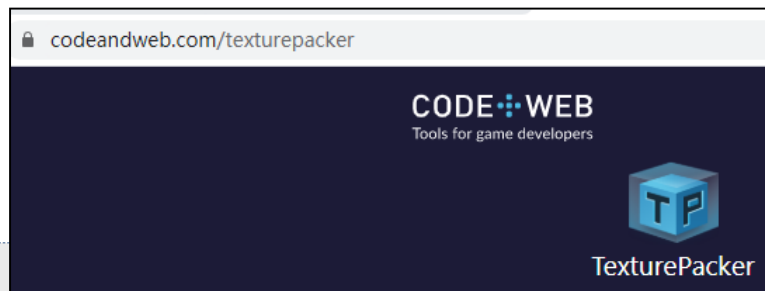 codeandweb.com/texturepacker
CODE WEB
Tools for game developers
TP
TexturePacker